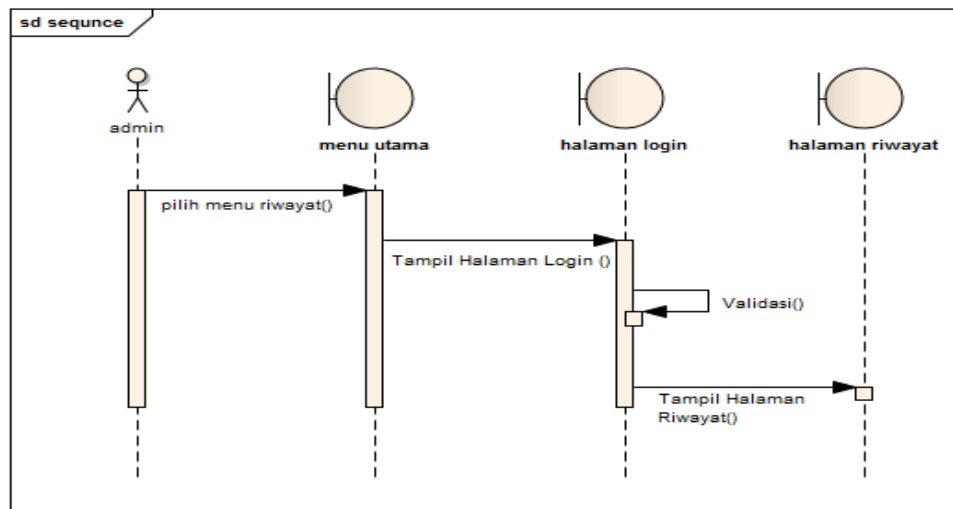 sd sequnce
admin
menu utama
halaman login
halaman riwayat
pilih menu riwayat()
Tampil Halaman Login ()
Validasi()
Tampil Halaman
Riwayat()